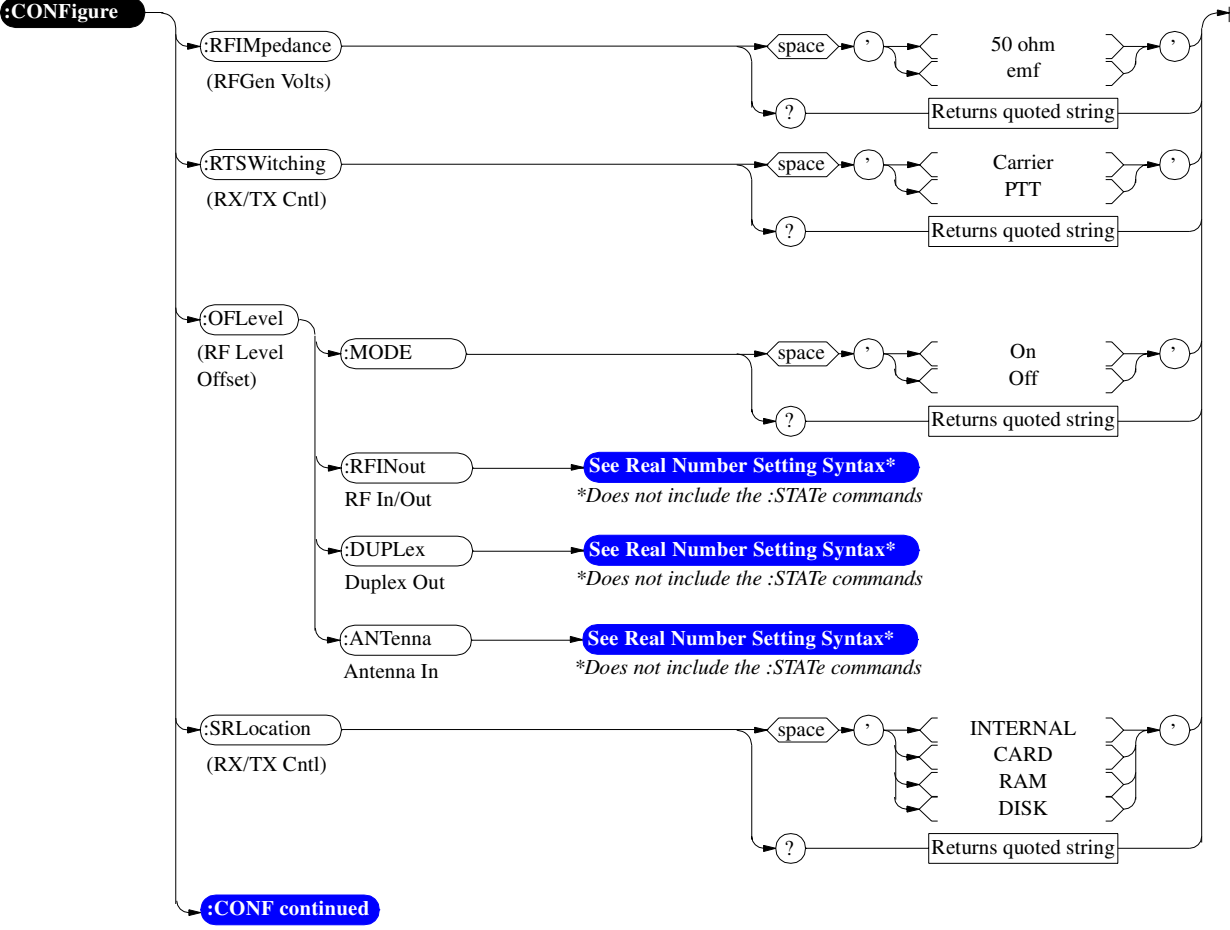 :CONFigure
:RFIMpedance
(RFGen Volts)
space
'
50 ohm
emf
'
?
Returns quoted string
:RTSWitching
(RX/TX Cntl)
space
'
Carrier
PTT
'
?
Returns quoted string
:OFLevel
(RF Level
Offset)
:MODE
space
'
On
Off
'
?
Returns quoted string
:RFINout
RF In/Out
See Real Number Setting Syntax*
*Does not include the :STATe commands
:DUPLex
Duplex Out
See Real Number Setting Syntax*
*Does not include the :STATe commands
:ANTenna
Antenna In
See Real Number Setting Syntax*
*Does not include the :STATe commands
:SRLocation
(RX/TX Cntl)
space
'
INTERNAL
CARD
RAM
DISK
'
?
Returns quoted string
:CONF continued